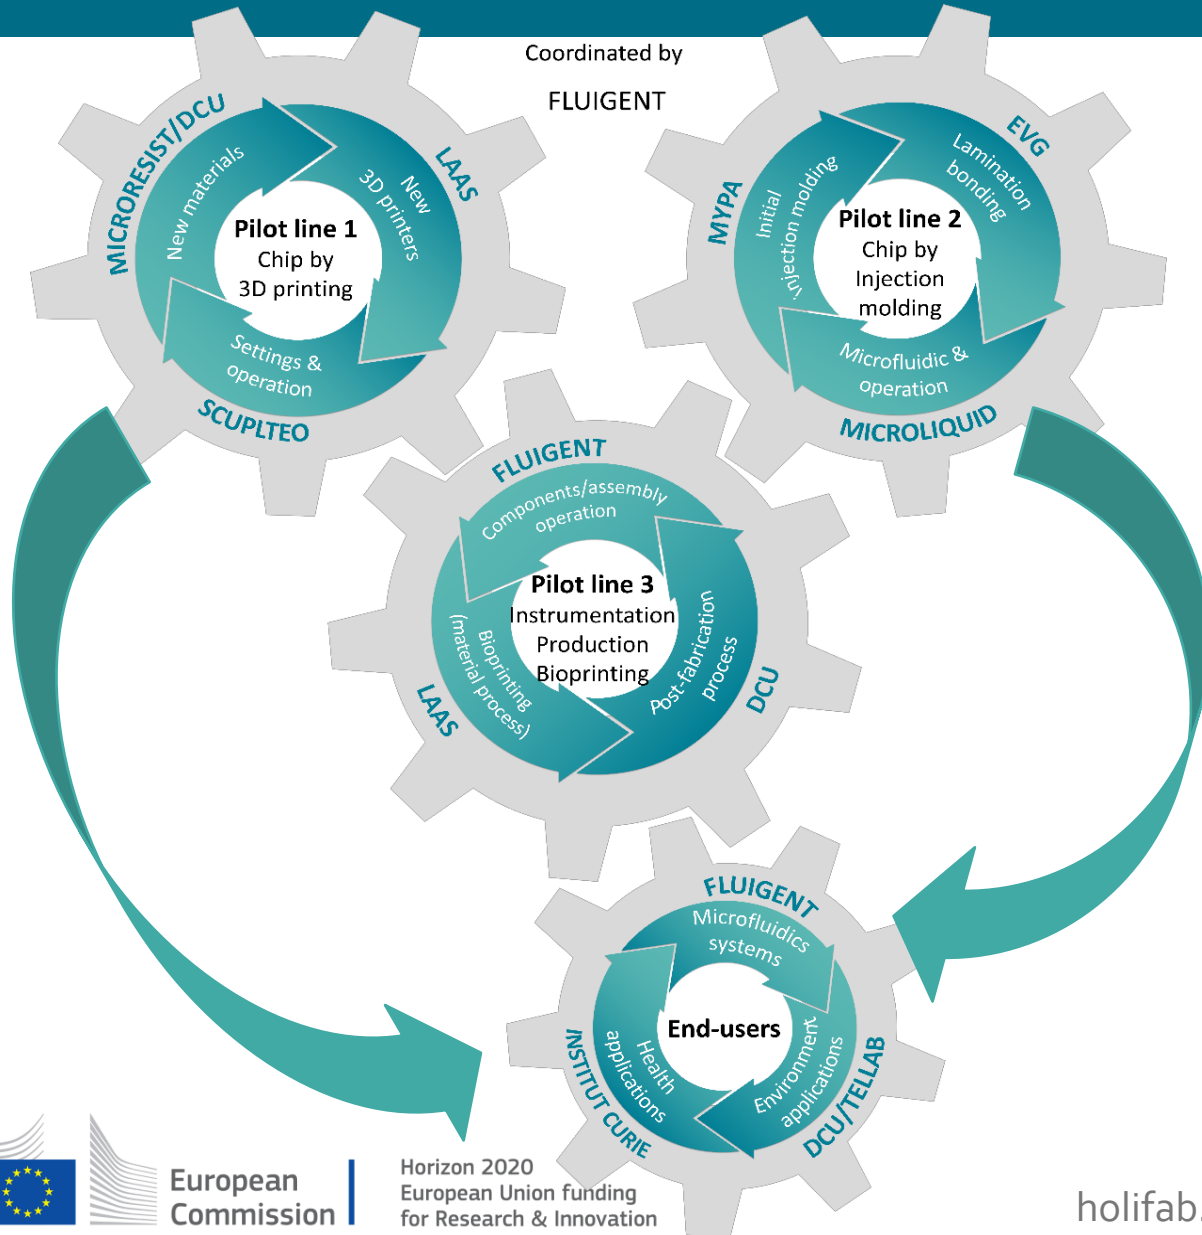 Coordinated by
FLUIGENT
MICRORESIST/DCU
LAAS
New materials
New
3D printers
Pilot line 1
Chip by
3D printing
Settings &
operation
SCUPLTEO
MYPA
EVG
Initial
injection molding
Lamination
bonding
Pilot line 2
Chip by
Injection
molding
Microfluidic &
operation
MICROLIQUID
FLUIGENT
Components/assembly
operation
Pilot line 3
Instrumentation
Production
Bioprinting
Bioprinting
(material process)
Post-fabrication
process
LAAS
DCU
FLUIGENT
Microfluidics
systems
End-users
Health
applications
Environment
applications
INSTITUT CURIE
DCU/TELLAB
European
Commission
Horizon 2020
European Union funding
for Research & Innovation
holifab.